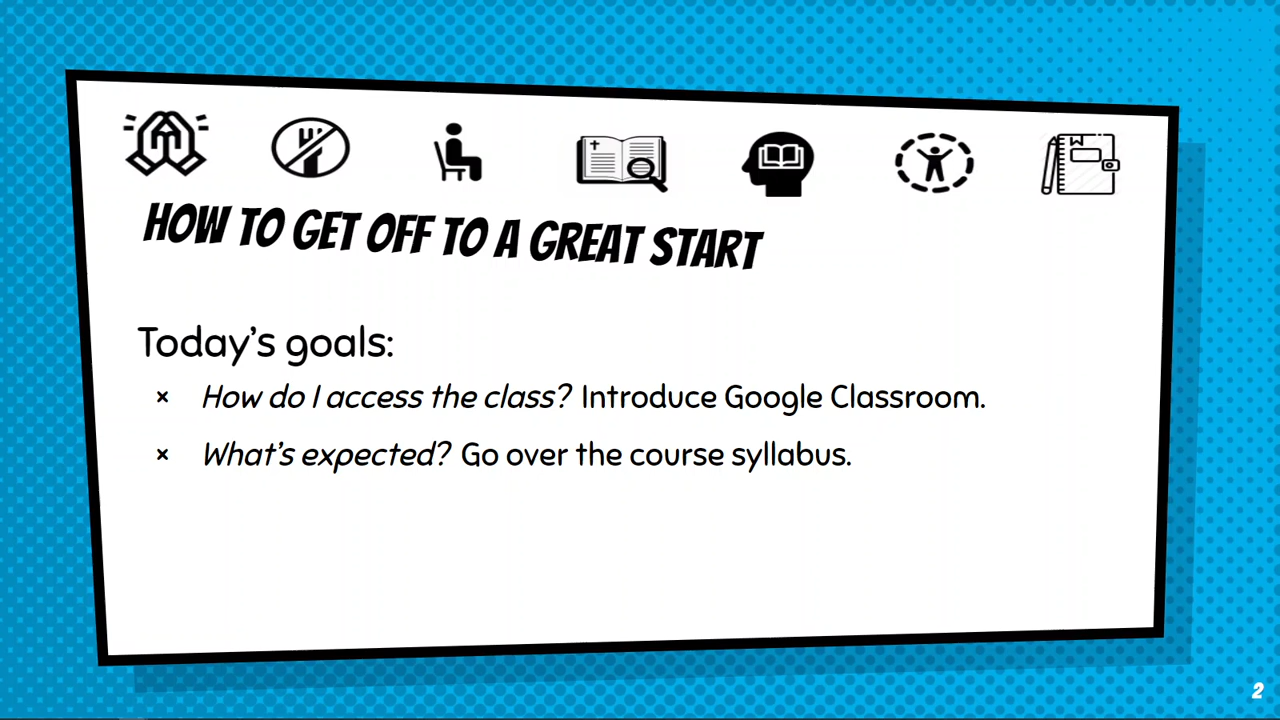 HOW TO GET OFF TO A GREAT START
Today's goals:
× How do I access the class? Introduce Google Classroom.
× What's expected? Go over the course syllabus.
2